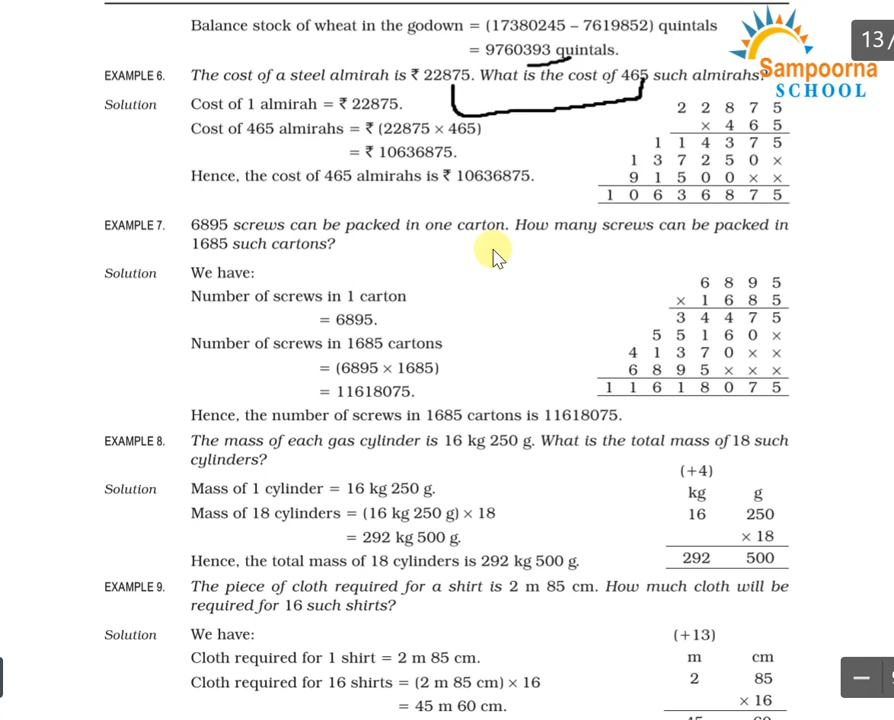 Balance stock of wheat in the godown = (17380245 – 7619852) quintals
= 9760393 quintals.
13/
Sampoorna
SCHOOL
EXAMPLE 6. The cost of a steel almirah is ₹ 22875. What is the cost of 465 such almirahs?
Solution Cost of 1 almirah = ₹ 22875.
Cost of 465 almirahs = ₹ (22875 × 465)
= ₹ 10636875.
Hence, the cost of 465 almirahs is ₹ 10636875.
2 2 8 7 5
× 4 6 5
1 1 4 3 7 5
1 3 7 2 5 0 ×
9 1 5 0 0 × ×
1 0 6 3 6 8 7 5
EXAMPLE 7. 6895 screws can be packed in one carton. How many screws can be packed in
1685 such cartons?
Solution We have:
Number of screws in 1 carton
= 6895.
Number of screws in 1685 cartons
= (6895 × 1685)
= 11618075.
Hence, the number of screws in 1685 cartons is 11618075.
6 8 9 5
× 1 6 8 5
3 4 4 7 5
5 5 1 6 0 ×
4 1 3 7 0 × ×
6 8 9 5 × × ×
1 1 6 1 8 0 7 5
EXAMPLE 8. The mass of each gas cylinder is 16 kg 250 g. What is the total mass of 18 such
cylinders?
Solution Mass of 1 cylinder = 16 kg 250 g.
Mass of 18 cylinders = (16 kg 250 g) × 18
= 292 kg 500 g.
Hence, the total mass of 18 cylinders is 292 kg 500 g.
(+4)
kg g
16 250
× 18
292 500
EXAMPLE 9. The piece of cloth required for a shirt is 2 m 85 cm. How much cloth will be
required for 16 such shirts?
Solution We have:
Cloth required for 1 shirt = 2 m 85 cm.
Cloth required for 16 shirts = (2 m 85 cm) × 16
= 45 m 60 cm.
(+13)
m cm
2 85
× 16
45 60